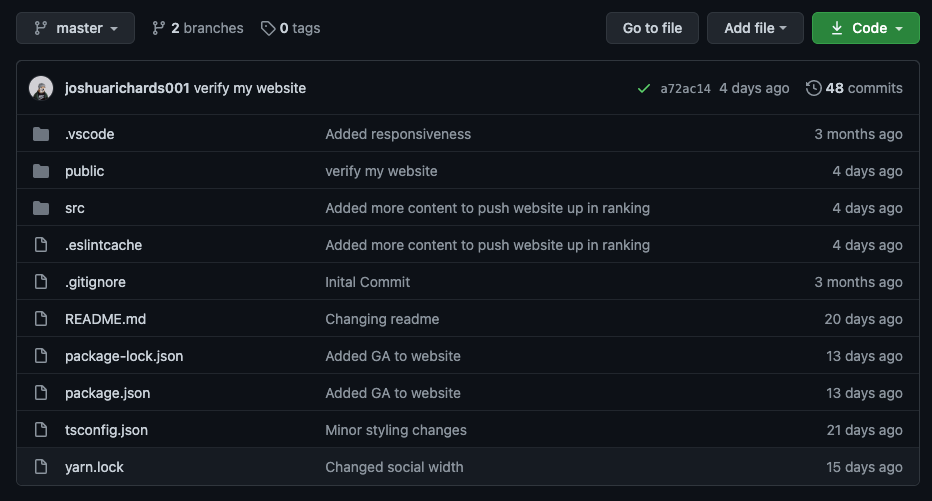 master 2 branches 0 tags Go to file Add file Code
joshuarichards001 verify my website a72ac14 4 days ago 48 commits
.vscode Added responsiveness 3 months ago
public verify my website 4 days ago
src Added more content to push website up in ranking 4 days ago
.eslintcache Added more content to push website up in ranking 4 days ago
.gitignore Inital Commit 3 months ago
README.md Changing readme 20 days ago
package-lock.json Added GA to website 13 days ago
package.json Added GA to website 13 days ago
tsconfig.json Minor styling changes 21 days ago
yarn.lock Changed social width 15 days ago